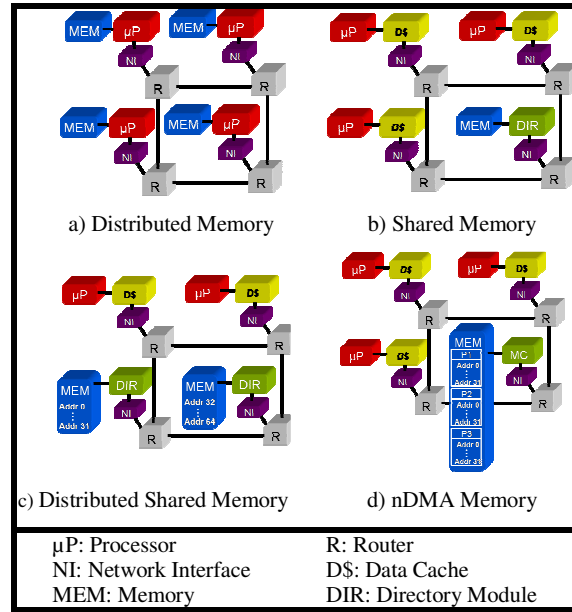 MEM µP MEM µP
NI NI
R R
MEM µP MEM µP
NI NI
R R
a) Distributed Memory
µP D$ µP D$
NI NI
R R
µP D$ MEM DIR
NI NI
R R
b) Shared Memory
µP D$ µP D$
NI NI
R R
MEM DIR MEM DIR
Addr 0 Addr 32
⋮ ⋮
Addr 31 Addr 64
NI NI
R R
c) Distributed Shared Memory
µP D$ µP D$
NI NI
R R
µP D$ MEM MC
NI NI
P1
Addr 0
⋮
Addr 31
P2
Addr 0
⋮
Addr 31
P3
Addr 0
⋮
Addr 31
R R
d) nDMA Memory
µP: Processor R: Router
NI: Network Interface D$: Data Cache
MEM: Memory DIR: Directory Module